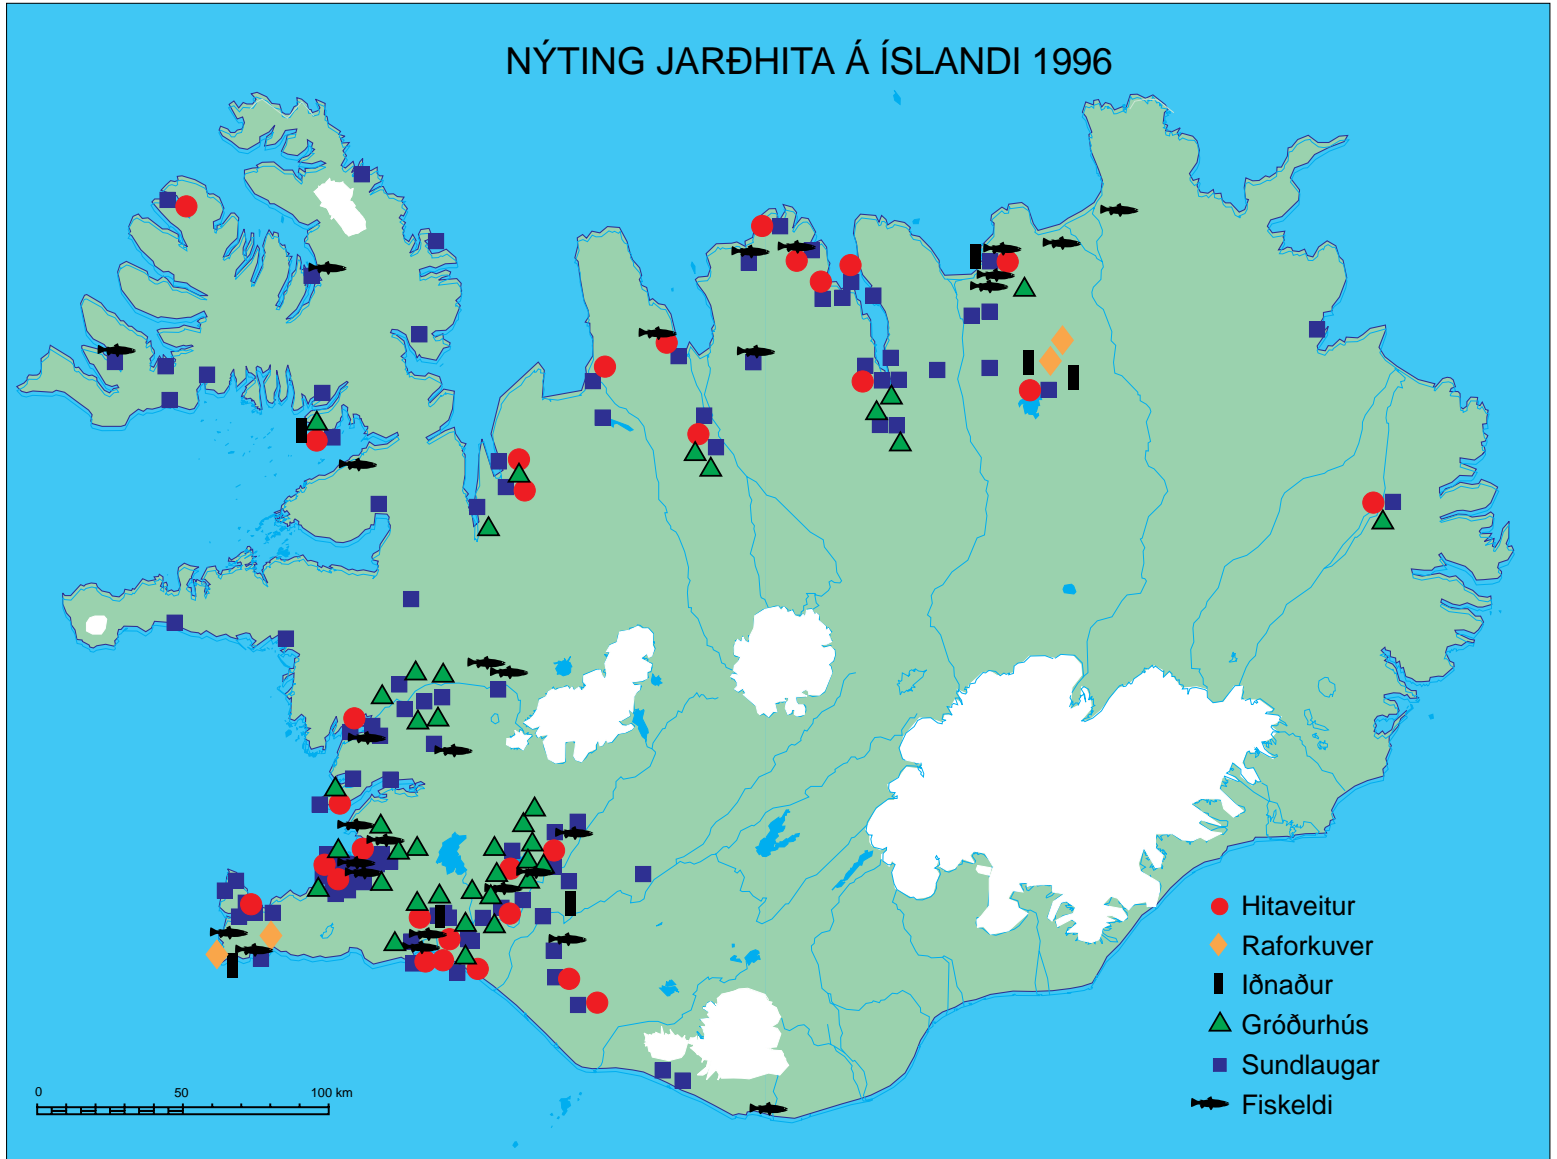 NÝTING JARÐHITA Á ÍSLANDI 1996
Hitaveitur
Raforkuver
Iðnaður
Gróðurhús
Sundlaugar
Fiskeldi
0 50 100 km